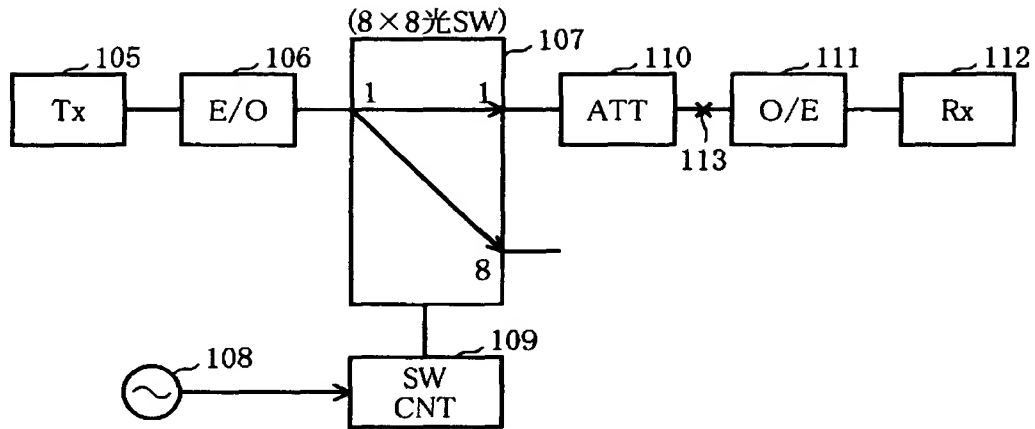 (8×8光SW)
105
106
107
110
111
112
Tx
E/O
1
1
ATT
O/E
Rx
113
8
108
109
SW
CNT